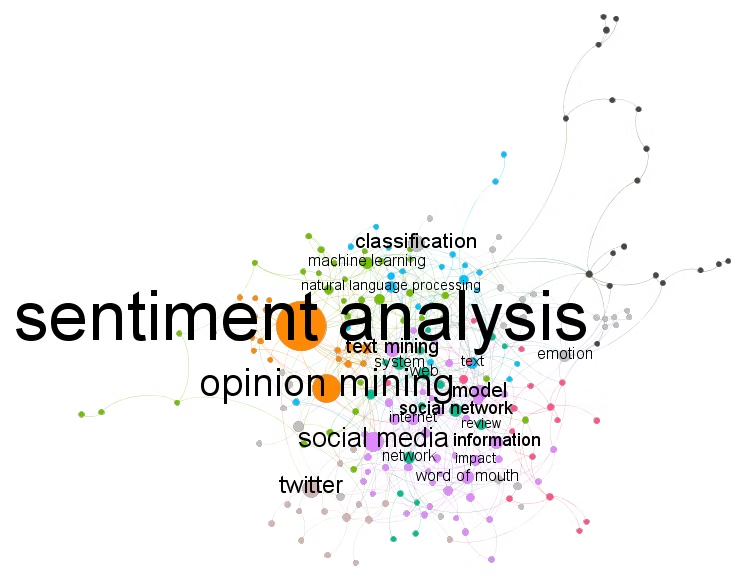 classification
machine learning
natural language processing
sentiment analysis
text mining
emotion
system
text
web
opinion mining
model
social network
internet
review
social media
information
network
impact
word of mouth
twitter